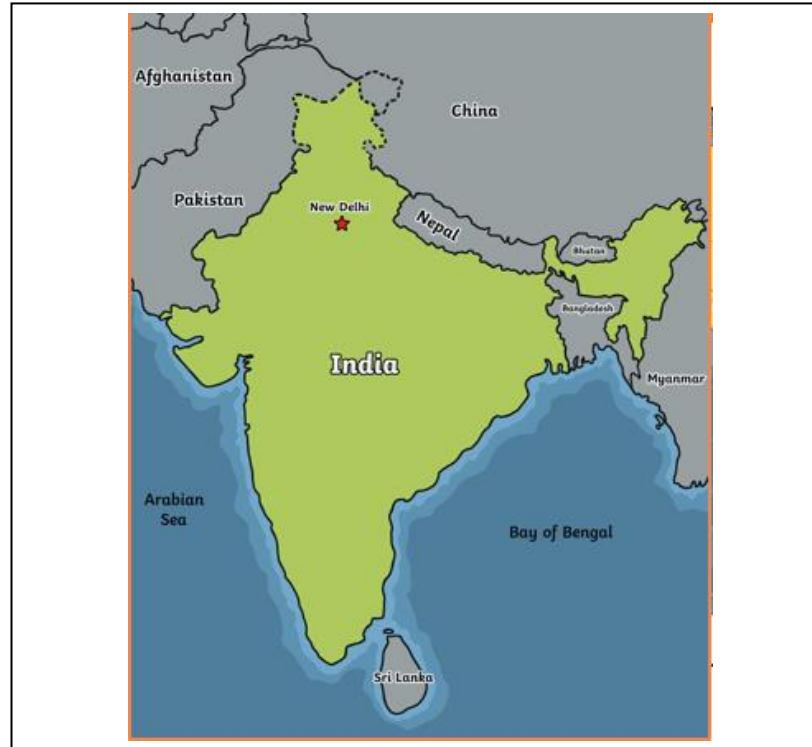 Afghanistan
China
Pakistan
New Delhi
Nepal
Bhutan
Bangladesh
India
Myanmar
Arabian
Sea
Bay of Bengal
Sri Lanka